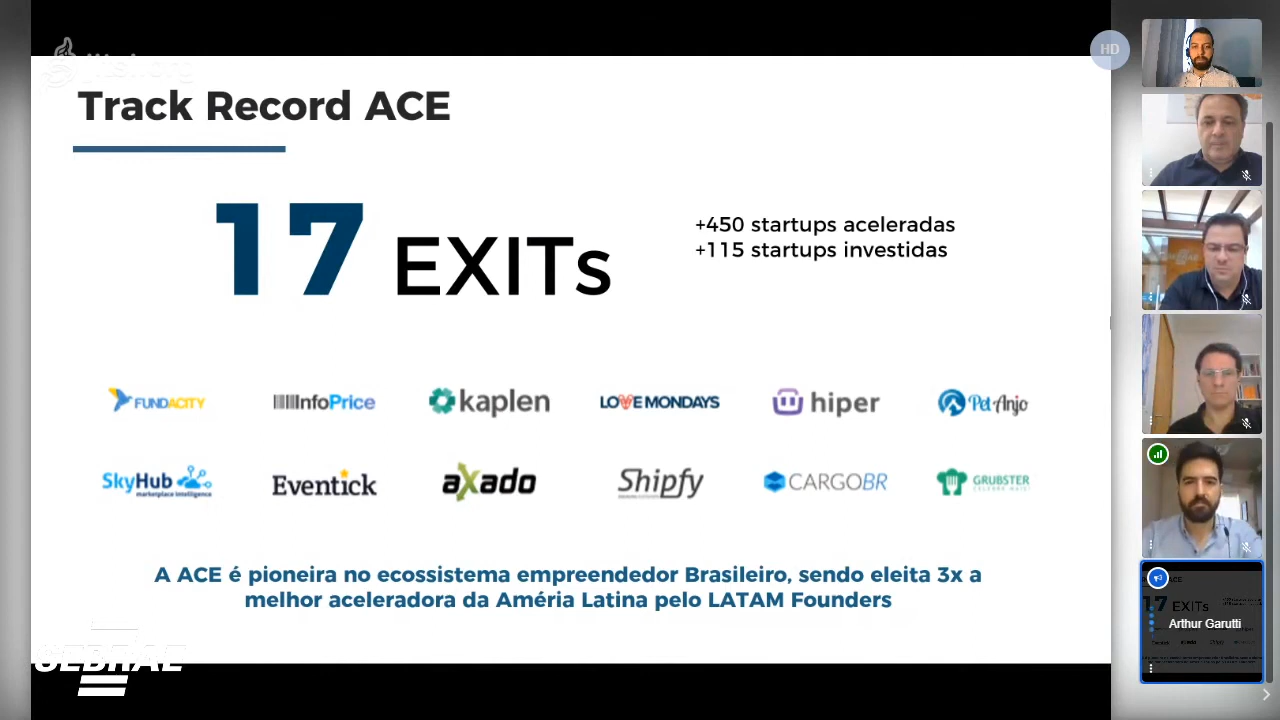 HD
Track Record ACE
17 EXITs
+450 startups aceleradas
+115 startups investidas
FUNDACITY
InfoPrice
kaplen
LOVE MONDAYS
hiper
Pet Anjo
SkyHub
marketplace intelligence
Eventick
axado
Shipfy
CARGOBR
GRUBSTER
A ACE é pioneira no ecossistema empreendedor Brasileiro, sendo eleita 3x a
melhor aceleradora da Améria Latina pelo LATAM Founders
SEBRAE
17 EXITs
Arthur Garutti